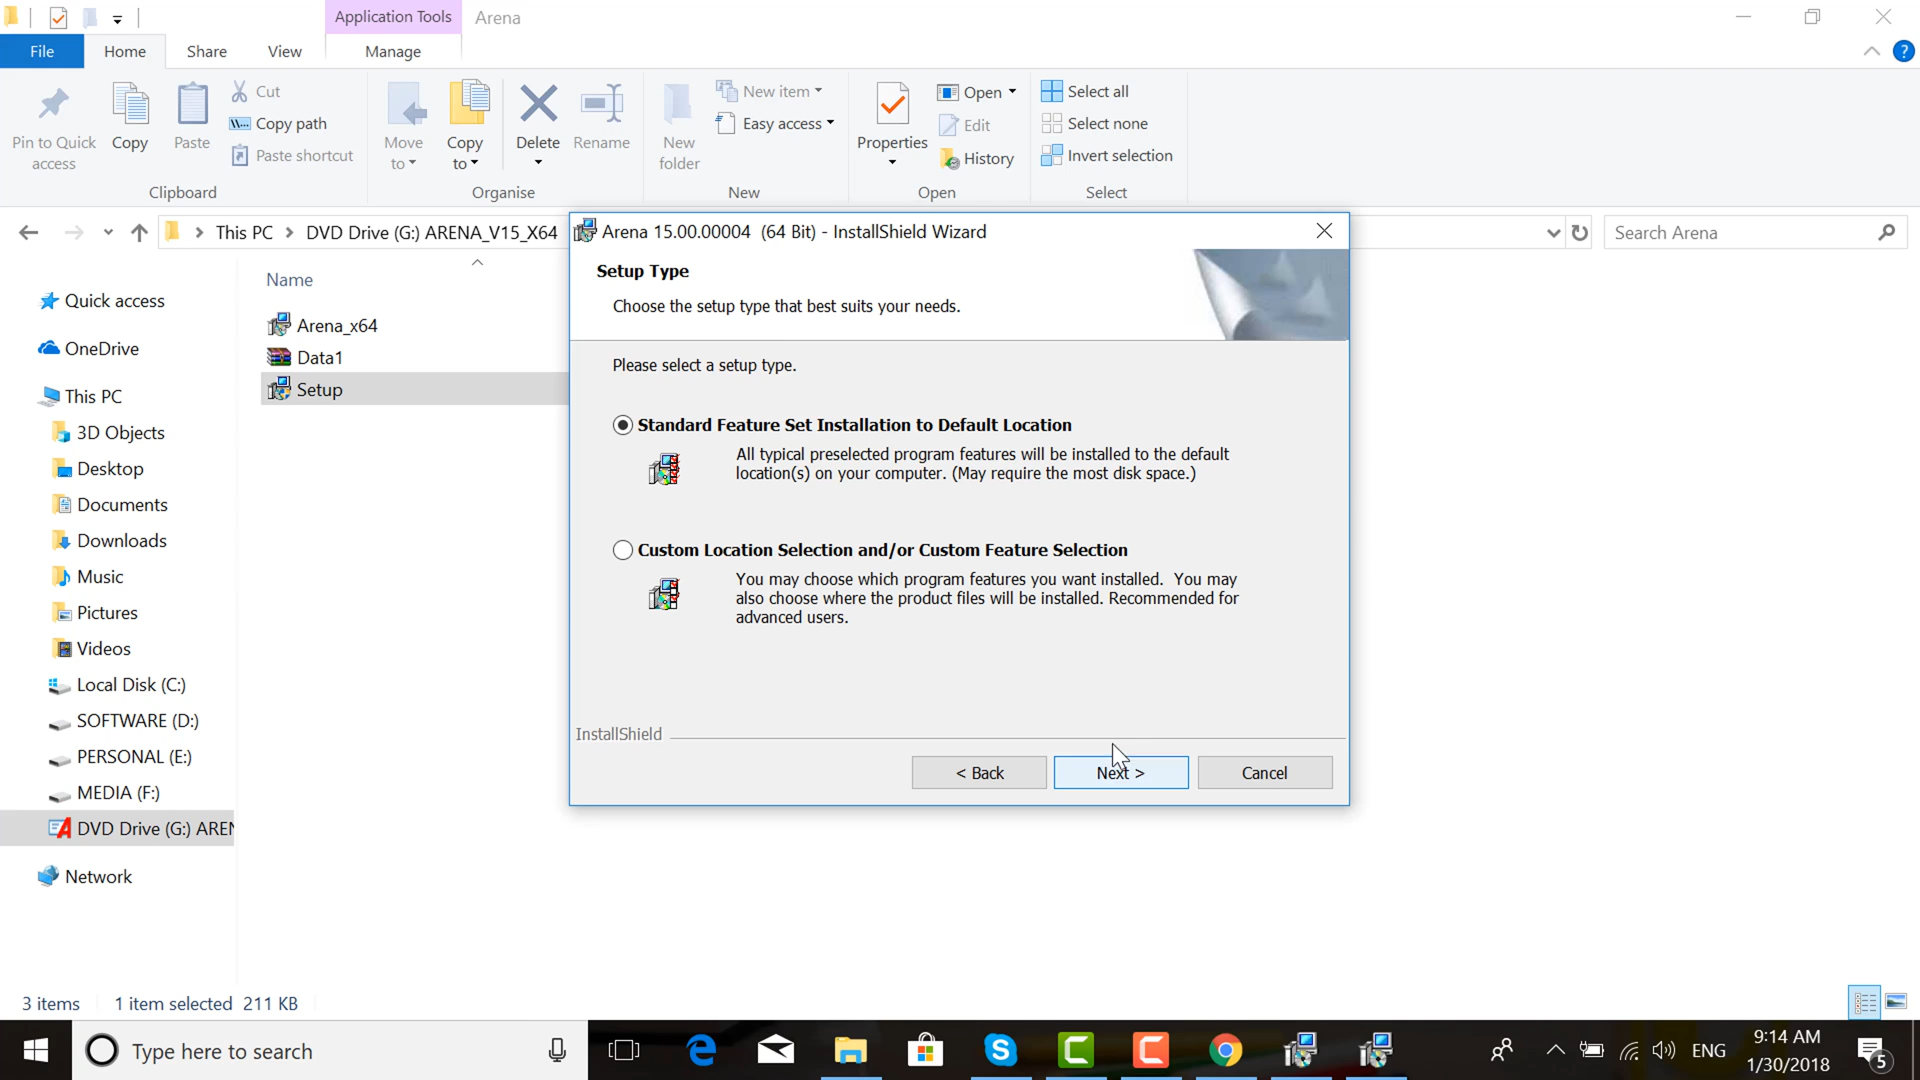 Application Tools
Arena
File
Home
Share
View
Manage
Pin to Quick
access
Copy
Paste
Cut
Copy path
Paste shortcut
Clipboard
Move
to
Copy
to
Delete
Rename
Organise
New
folder
New item
Easy access
New
Properties
Open
Edit
History
Open
Select all
Select none
Invert selection
Select
This PC
DVD Drive (G:) ARENA_V15_X64
Search Arena
Name
Arena_x64
Data1
Setup
Quick access
OneDrive
This PC
3D Objects
Desktop
Documents
Downloads
Music
Pictures
Videos
Local Disk (C:)
SOFTWARE (D:)
PERSONAL (E:)
MEDIA (F:)
DVD Drive (G:) AREN
Network
Arena 15.00.00004 (64 Bit) - InstallShield Wizard
Setup Type
Choose the setup type that best suits your needs.
Please select a setup type.
Standard Feature Set Installation to Default Location
All typical preselected program features will be installed to the default
location(s) on your computer. (May require the most disk space.)
Custom Location Selection and/or Custom Feature Selection
You may choose which program features you want installed. You may
also choose where the product files will be installed. Recommended for
advanced users.
InstallShield
< Back
Next >
Cancel
3 items
1 item selected 211 KB
Type here to search
ENG
9:14 AM
1/30/2018
5